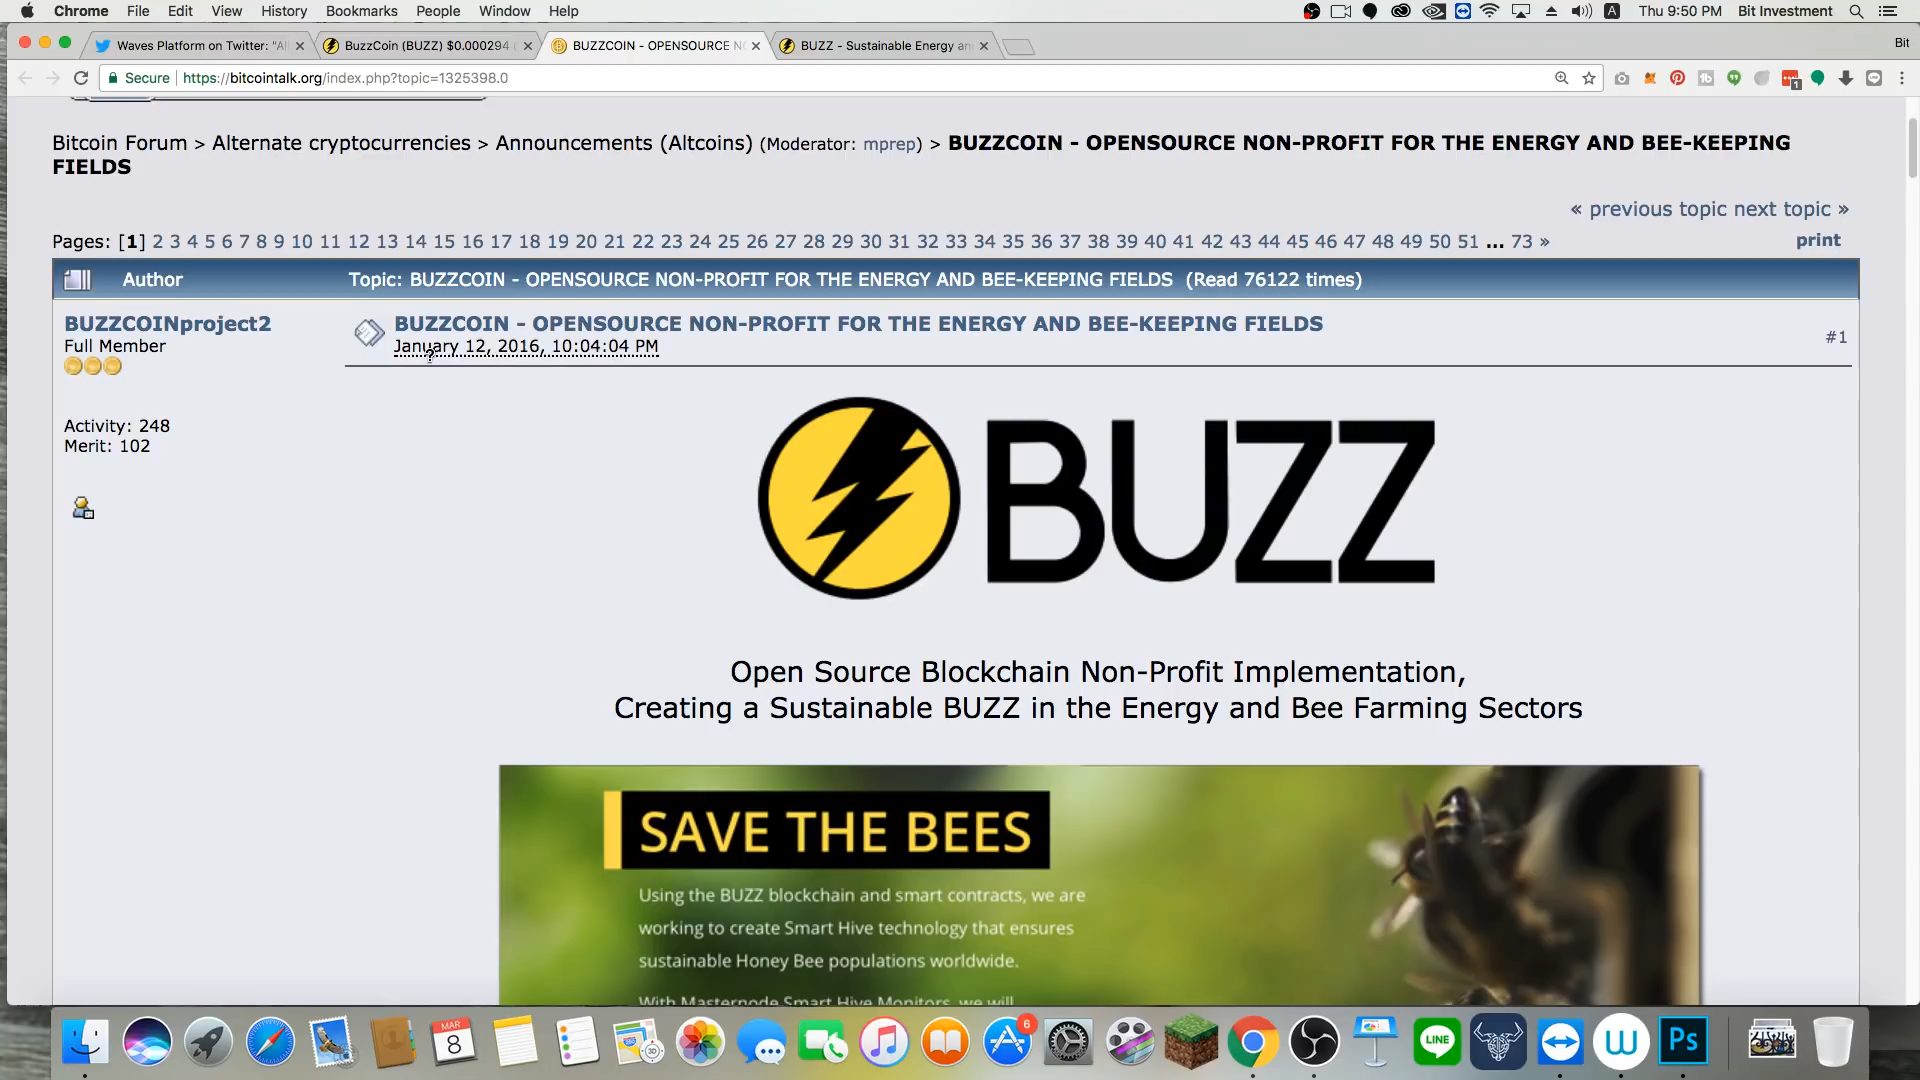 Chrome File Edit View History Bookmarks People Window Help
Thu 9:50 PM Bit Investment
Waves Platform on Twitter: "Al
BuzzCoin (BUZZ) $0.000294
BUZZCOIN - OPENSOURCE N
BUZZ - Sustainable Energy an
Bit
Secure https://bitcointalk.org/index.php?topic=1325398.0
Bitcoin Forum > Alternate cryptocurrencies > Announcements (Altcoins) (Moderator: mprep) > BUZZCOIN - OPENSOURCE NON-PROFIT FOR THE ENERGY AND BEE-KEEPING
FIELDS
« previous topic next topic »
Pages: [1] 2 3 4 5 6 7 8 9 10 11 12 13 14 15 16 17 18 19 20 21 22 23 24 25 26 27 28 29 30 31 32 33 34 35 36 37 38 39 40 41 42 43 44 45 46 47 48 49 50 51 ... 73 »
print
Author
Topic: BUZZCOIN - OPENSOURCE NON-PROFIT FOR THE ENERGY AND BEE-KEEPING FIELDS (Read 76122 times)
BUZZCOINproject2
Full Member
Activity: 248
Merit: 102
BUZZCOIN - OPENSOURCE NON-PROFIT FOR THE ENERGY AND BEE-KEEPING FIELDS
January 12, 2016, 10:04:04 PM
#1
BUZZ
Open Source Blockchain Non-Profit Implementation,
Creating a Sustainable BUZZ in the Energy and Bee Farming Sectors
SAVE THE BEES
Using the BUZZ blockchain and smart contracts, we are
working to create Smart Hive technology that ensures
sustainable Honey Bee populations worldwide.
With Masternode Smart Hive Monitors, we will
MAR
8
6
LINE
W
Ps